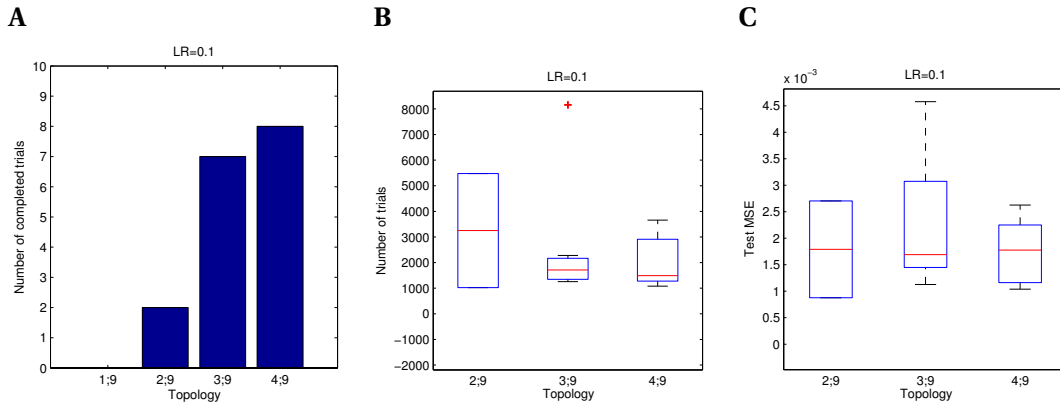 A
LR=0.1
10
9
8
7
6
5
4
3
2
1
0
Number of completed trials
1;9 2;9 3;9 4;9
Topology
B
LR=0.1
8000
7000
6000
5000
4000
3000
2000
1000
0
−1000
−2000
Number of trials
2;9 3;9 4;9
Topology
C
x 10⁻³
LR=0.1
4.5
4
3.5
3
2.5
2
1.5
1
0.5
0
Test MSE
2;9 3;9 4;9
Topology